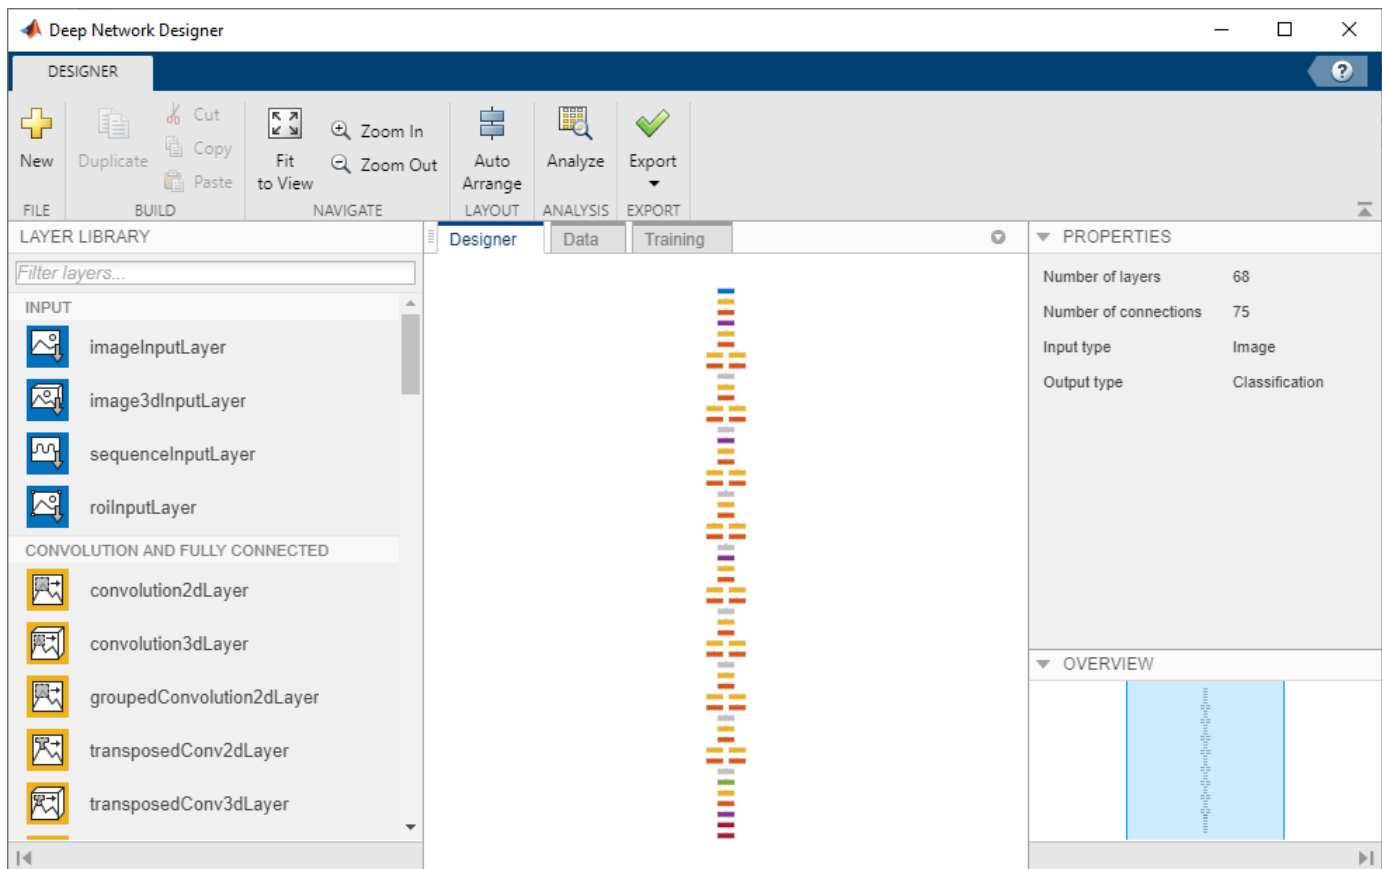 Deep Network Designer
DESIGNER
?
New
Duplicate
Cut
Copy
Paste
Fit
to View
Zoom In
Zoom Out
Auto
Arrange
Analyze
Export
FILE
BUILD
NAVIGATE
LAYOUT
ANALYSIS
EXPORT
LAYER LIBRARY
Filter layers...
INPUT
imageInputLayer
image3dInputLayer
sequenceInputLayer
roiInputLayer
CONVOLUTION AND FULLY CONNECTED
convolution2dLayer
convolution3dLayer
groupedConvolution2dLayer
transposedConv2dLayer
transposedConv3dLayer
Designer
Data
Training
PROPERTIES
Number of layers 68
Number of connections 75
Input type Image
Output type Classification
OVERVIEW